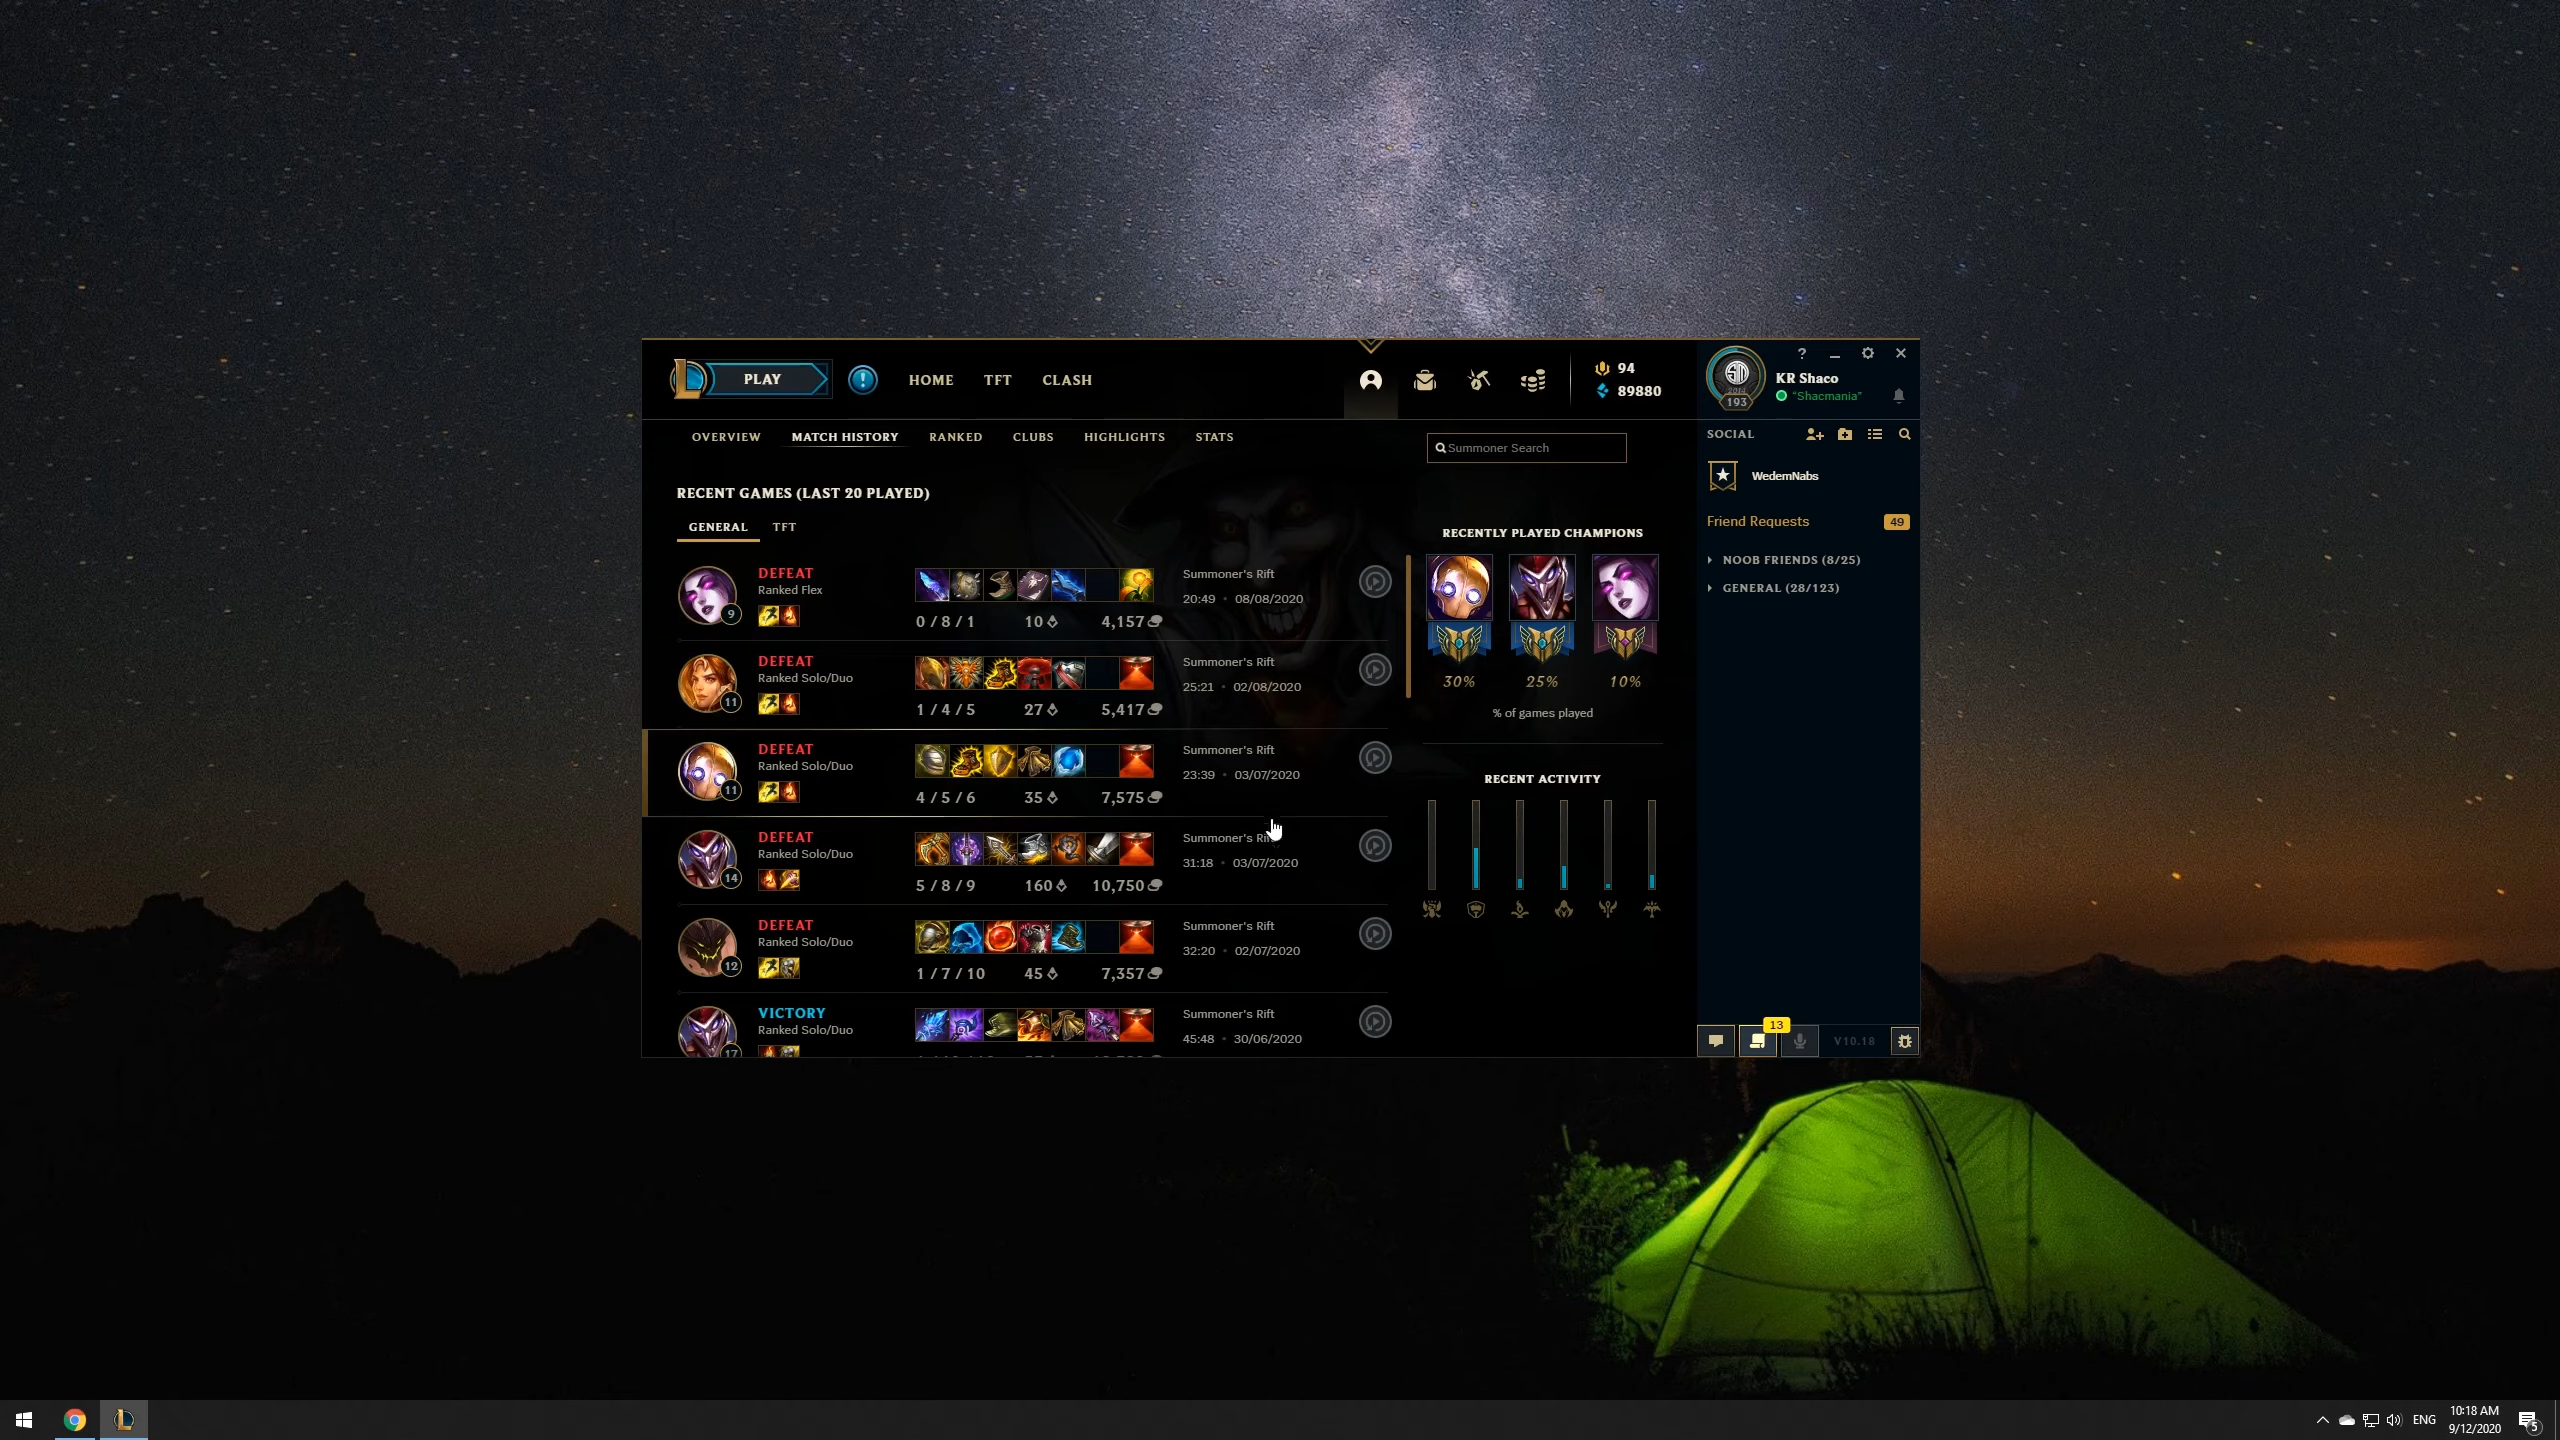 PLAY
HOME
TFT
CLASH
94
89880
2014
193
KR Shaco
"Shacmania"
OVERVIEW
MATCH HISTORY
RANKED
CLUBS
HIGHLIGHTS
STATS
Summoner Search
SOCIAL
WedemNabs
Friend Requests
49
NOOB FRIENDS (8/25)
GENERAL (28/123)
RECENT GAMES (LAST 20 PLAYED)
GENERAL
TFT
9
DEFEAT
Ranked Flex
0 / 8 / 1
10
4,157
Summoner's Rift
20:49 • 08/08/2020
11
DEFEAT
Ranked Solo/Duo
1 / 4 / 5
27
5,417
Summoner's Rift
25:21 • 02/08/2020
11
DEFEAT
Ranked Solo/Duo
4 / 5 / 6
35
7,575
Summoner's Rift
23:39 • 03/07/2020
14
DEFEAT
Ranked Solo/Duo
5 / 8 / 9
160
10,750
Summoner's
31:18 • 03/07/2020
12
DEFEAT
Ranked Solo/Duo
1 / 7 / 10
45
7,357
Summoner's Rift
32:20 • 02/07/2020
17
VICTORY
Ranked Solo/Duo
Summoner's Rift
45:48 • 30/06/2020
RECENTLY PLAYED CHAMPIONS
30%
25%
10%
% of games played
RECENT ACTIVITY
13
V10.18
ENG
10:18 AM
9/12/2020
5